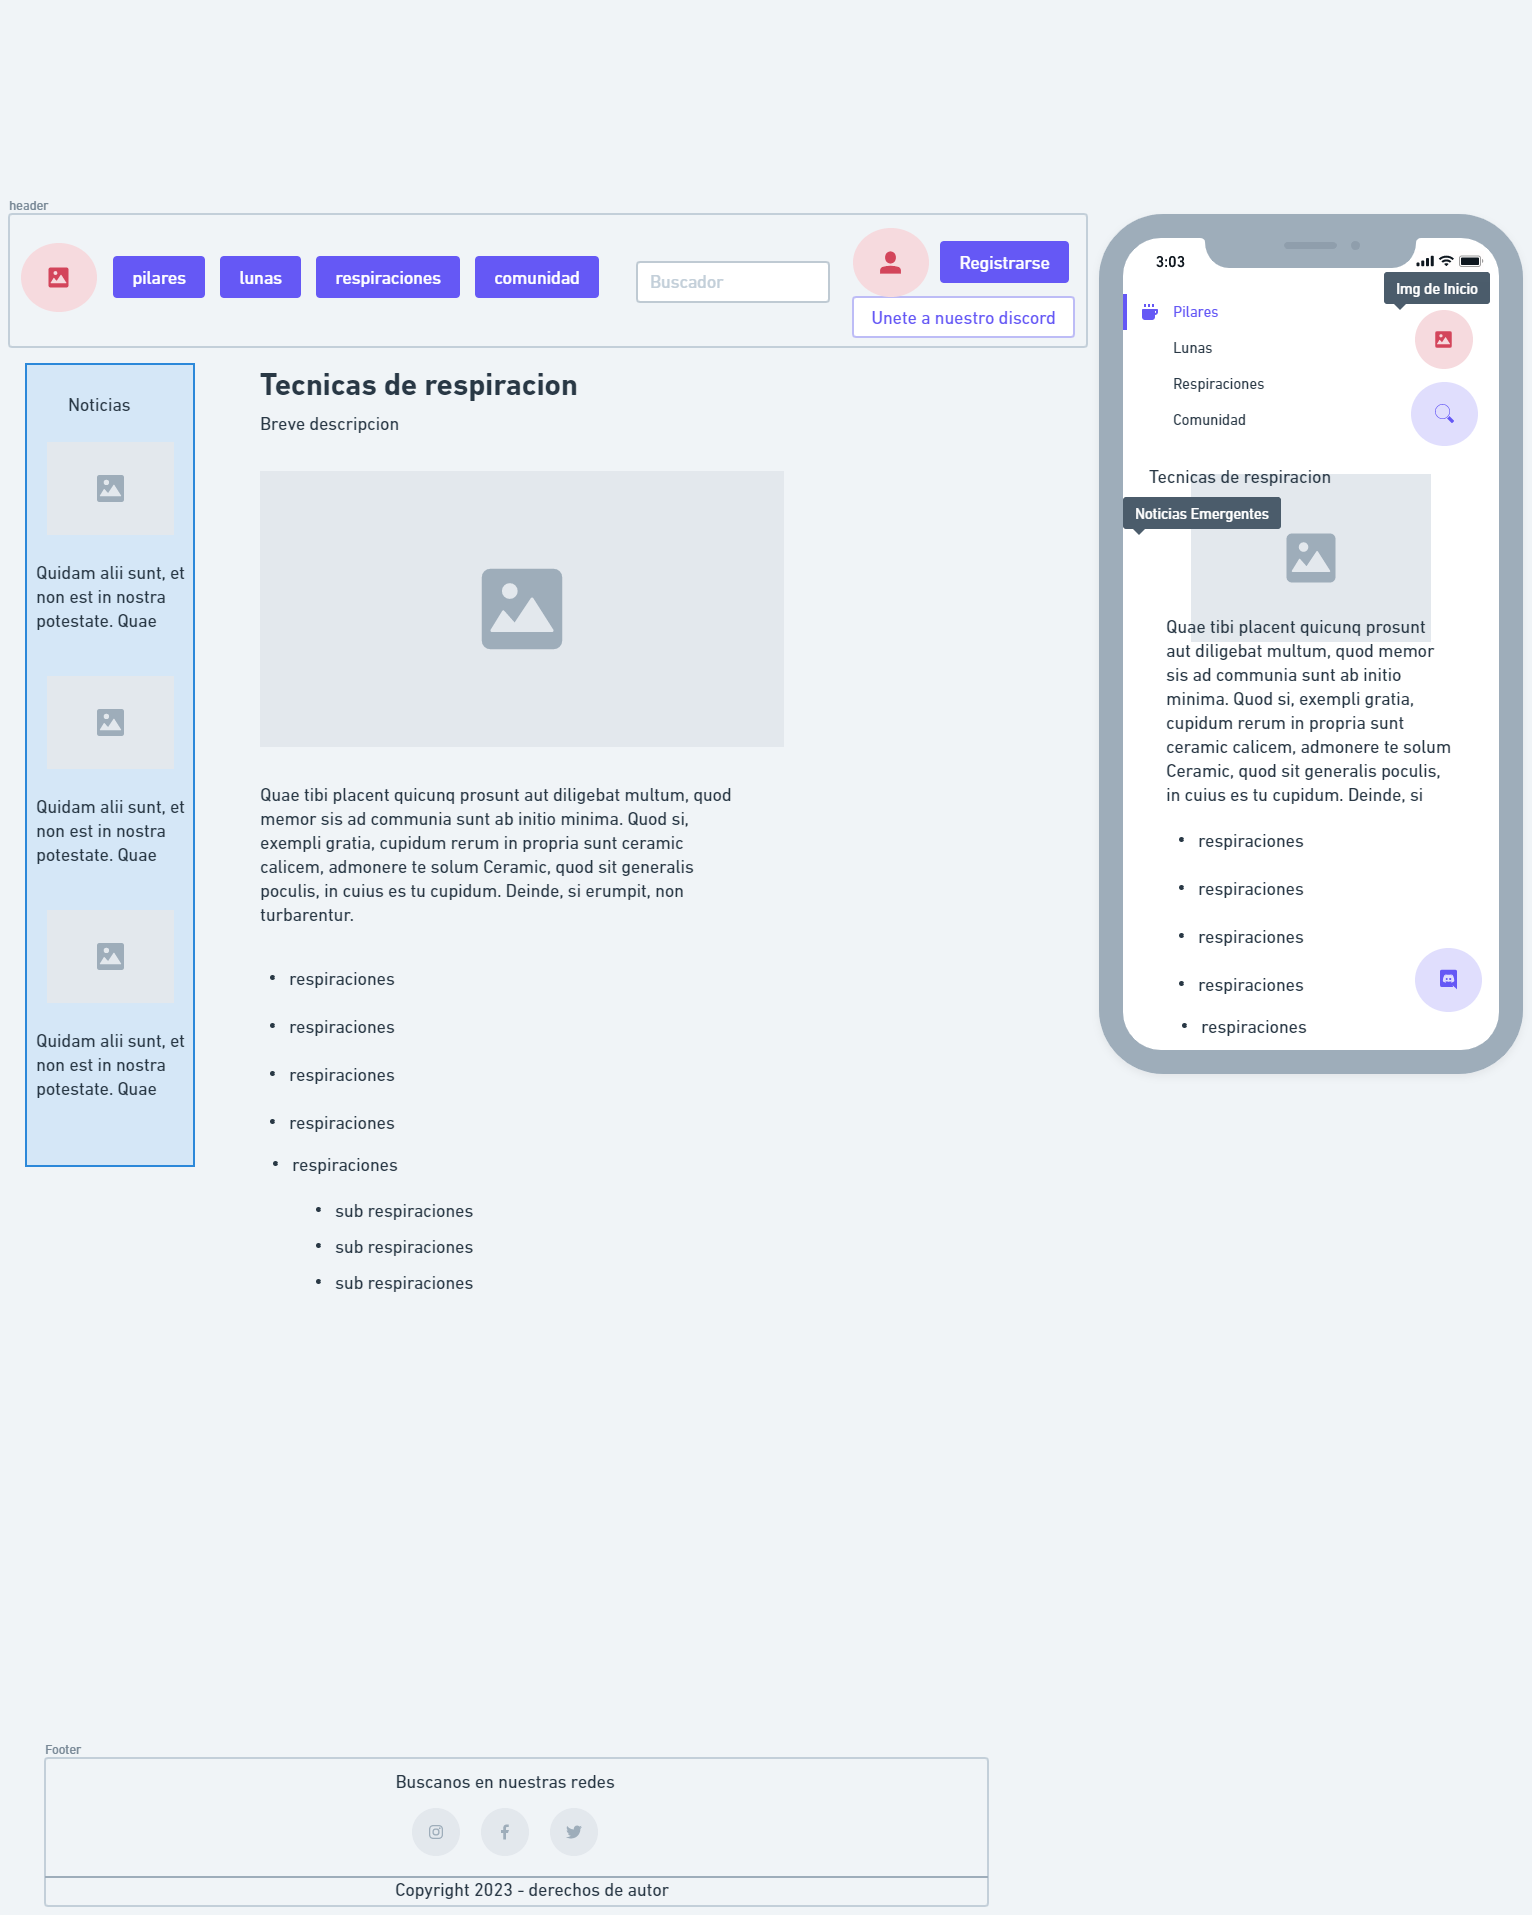 header
pilares
lunas
respiraciones
comunidad
Buscador
Registrarse
Unete a nuestro discord
Noticias
Quidam alii sunt, et
non est in nostra
potestate. Quae
Quidam alii sunt, et
non est in nostra
potestate. Quae
Quidam alii sunt, et
non est in nostra
potestate. Quae
Tecnicas de respiracion
Breve descripcion
Quae tibi placent quicunq prosunt aut diligebat multum, quod
memor sis ad communia sunt ab initio minima. Quod si,
exempli gratia, cupidum rerum in propria sunt ceramic
calicem, admonere te solum Ceramic, quod sit generalis
poculis, in cuius es tu cupidum. Deinde, si erumpit, non
turbarentur.
• respiraciones
• respiraciones
• respiraciones
• respiraciones
• respiraciones
• sub respiraciones
• sub respiraciones
• sub respiraciones
3:03
Img de Inicio
Pilares
Lunas
Respiraciones
Comunidad
Tecnicas de respiracion
Noticias Emergentes
Quae tibi placent quicunq prosunt
aut diligebat multum, quod memor
sis ad communia sunt ab initio
minima. Quod si, exempli gratia,
cupidum rerum in propria sunt
ceramic calicem, admonere te solum
Ceramic, quod sit generalis poculis,
in cuius es tu cupidum. Deinde, si
• respiraciones
• respiraciones
• respiraciones
• respiraciones
• respiraciones
Footer
Buscanos en nuestras redes
Copyright 2023 - derechos de autor